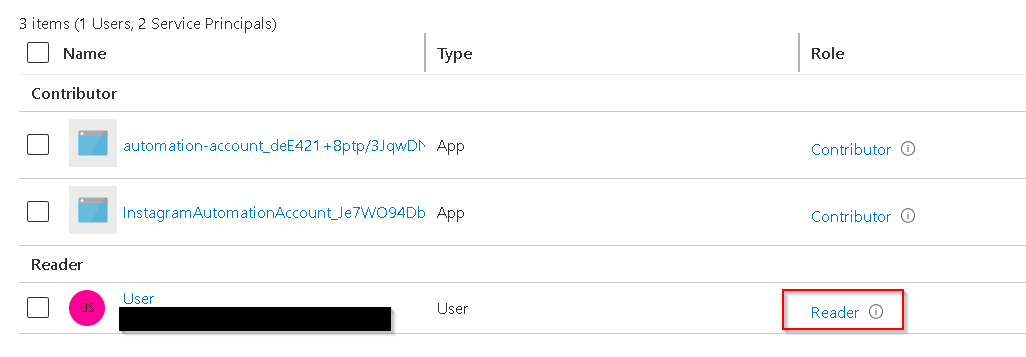 3 items (1 Users, 2 Service Principals)
Name Type Role
Contributor
automation-account_deE421+8ptp/3JqwDN App Contributor
InstagramAutomationAccount_Je7WO94Db App Contributor
Reader
US User User Reader